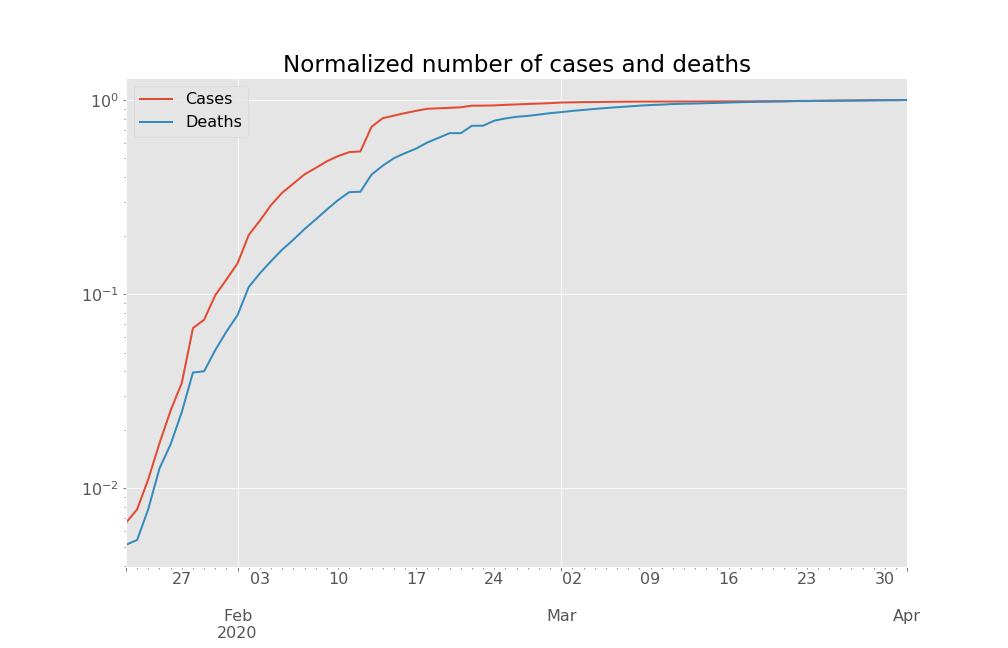 Normalized number of cases and deaths
Cases
Deaths
10⁰
10⁻¹
10⁻²
27 03 10 17 24 02 09 16 23 30
Feb Mar Apr
2020